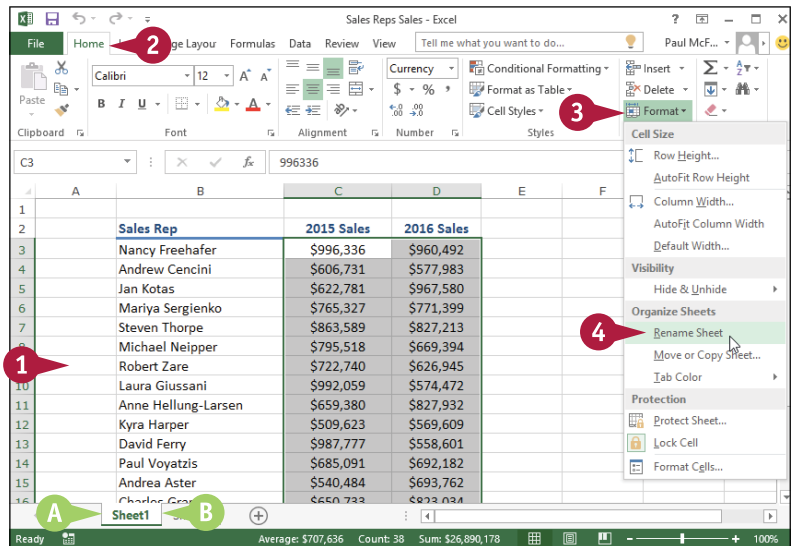 Sales Reps Sales - Excel ?
File Home Layout Formulas Data Review View Tell me what you want to do... Paul McF...
2
Calibri 12 A A Currency Conditional Formatting Insert Σ
Paste B I U A $ % , Format as Table Delete
.0 .00 .00 .0 Cell Styles 3 Format
Clipboard Font Alignment Number Styles
Cell Size
Row Height...
AutoFit Row Height
Column Width...
AutoFit Column Width
Default Width...
Visibility
Hide & Unhide
Organize Sheets
4 Rename Sheet
Move or Copy Sheet...
Tab Color
Protection
Protect Sheet...
Lock Cell
Format Cells...
C3 fx 996336
A B C D E F
1
2 Sales Rep 2015 Sales 2016 Sales
3 Nancy Freehafer $996,336 $960,492
4 Andrew Cencini $606,731 $577,983
5 Jan Kotas $622,781 $967,580
6 Mariya Sergienko $765,327 $771,399
7 Steven Thorpe $863,589 $827,213
Michael Neipper $795,518 $669,394
1 Robert Zare $722,740 $626,945
10 Laura Giussani $992,059 $574,472
11 Anne Hellung-Larsen $659,380 $827,932
12 Kyra Harper $509,623 $569,609
13 David Ferry $987,777 $558,601
14 Paul Voyatzis $685,091 $692,182
15 Andrea Aster $540,484 $693,762
16 Charles $650,733 $823,034
A Sheet1 B
Ready Average: $707,636 Count: 38 Sum: $26,890,178 - + 100%